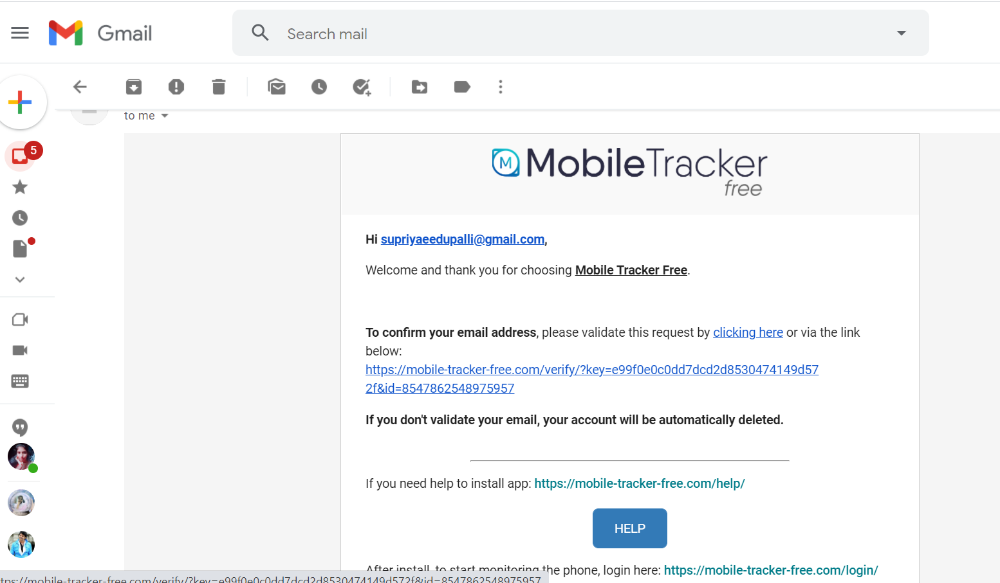 Gmail
Search mail
to me
5
MobileTracker
free
Hi supriyaeedupalli@gmail.com,
Welcome and thank you for choosing Mobile Tracker Free.
To confirm your email address, please validate this request by clicking here or via the link
below:
https://mobile-tracker-free.com/verify/?key=e99f0e0c0dd7dcd2d8530474149d57
2f&id=8547862548975957
If you don't validate your email, your account will be automatically deleted.
If you need help to install app: https://mobile-tracker-free.com/help/
HELP
After install, to start monitoring the phone, login here: https://mobile-tracker-free.com/login/
tps://mobile-tracker-free.com/verify/?key=e99f0e0c0dd7dcd2d8530474149d572f&id=8547862548975957